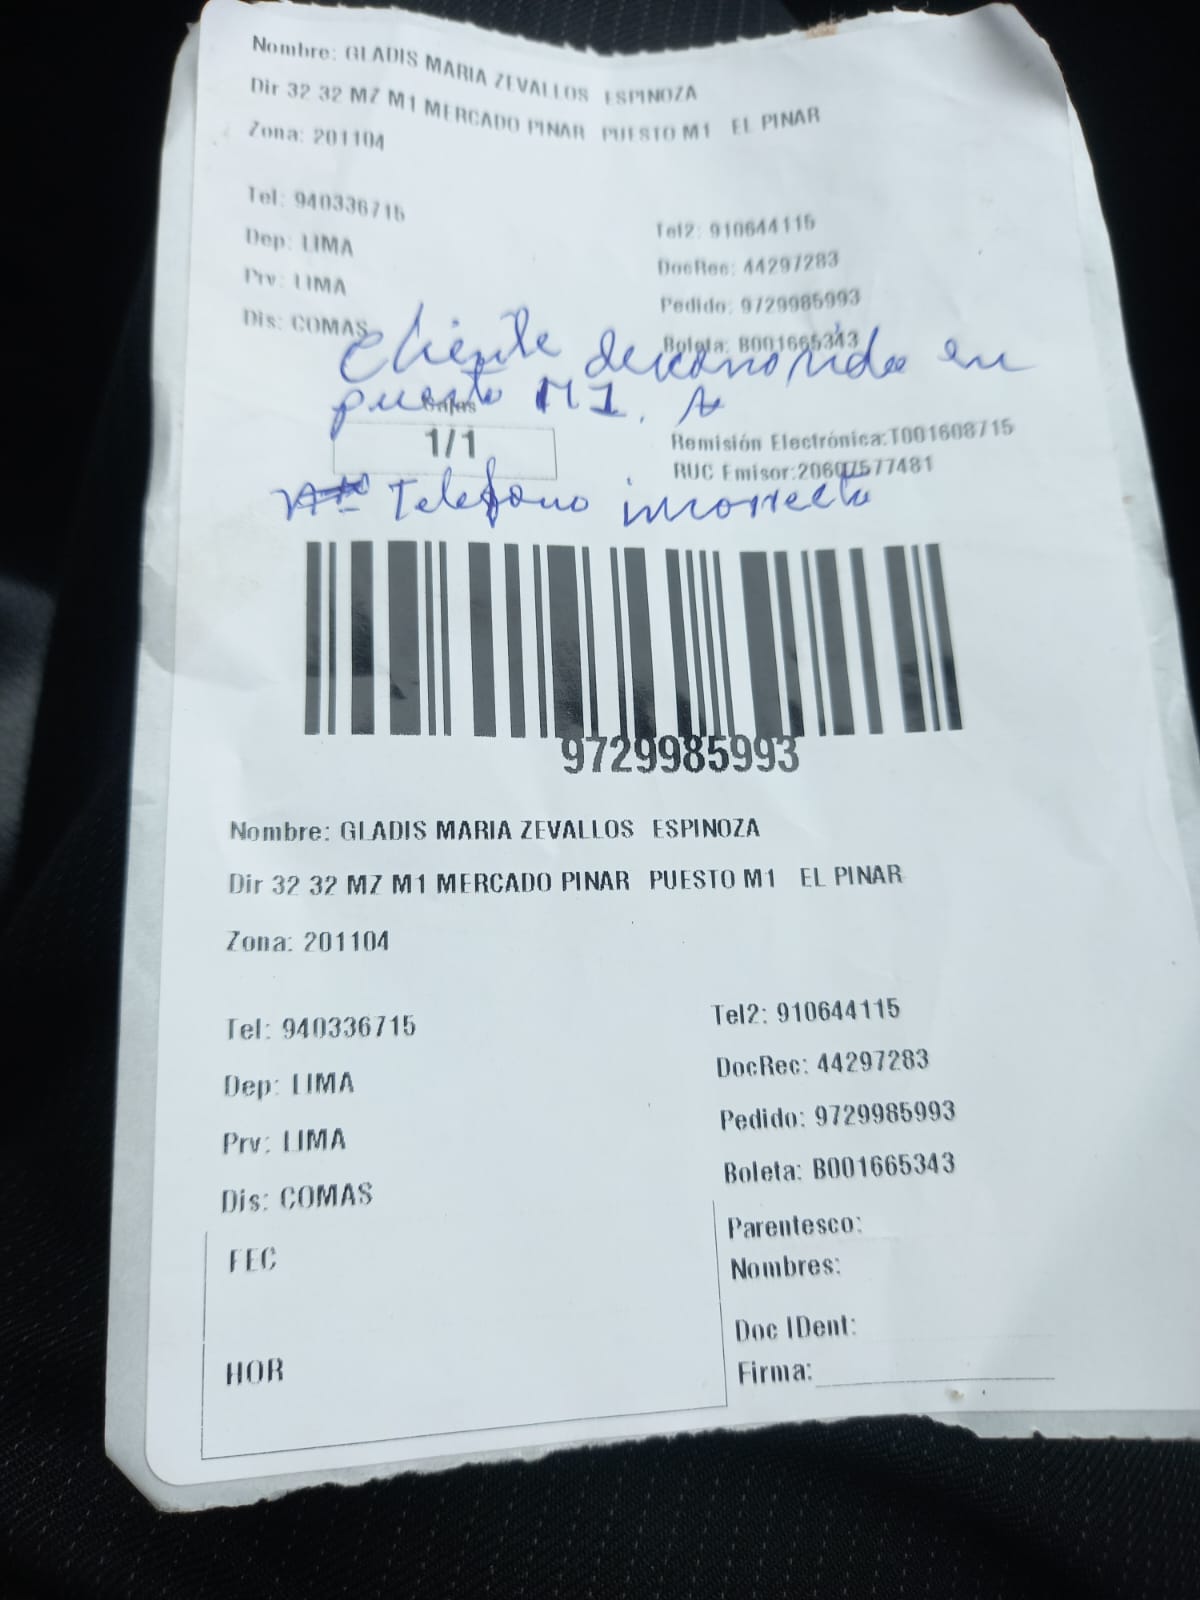 Nombre: GLADIS MARIA ZEVALLOS ESPINOZA
Dir 32 32 MZ M1 MERCADO PINAR PUESTO M1 EL PINAR
Zona: 201104
Tel: 940336715
Tel2: 910644115
Dep: LIMA
DocRec: 44297283
Prv: LIMA
Pedido: 9729985993
Dis: COMAS
Boleta: B001665343
Cliente desconocido en
puesto M1.
Cajas
1/1
Remisión Electrónica:T001608715
RUC Emisor:20607577481
Telefono incorrecto
9729985993
Nombre: GLADIS MARIA ZEVALLOS ESPINOZA
Dir 32 32 MZ M1 MERCADO PINAR PUESTO M1 EL PINAR
Zona: 201104
Tel: 940336715
Tel2: 910644115
Dep: LIMA
DocRec: 44297283
Prv: LIMA
Pedido: 9729985993
Dis: COMAS
Boleta: B001665343
FEC
Parentesco:
Nombres:
HOR
Doc IDent:
Firma: